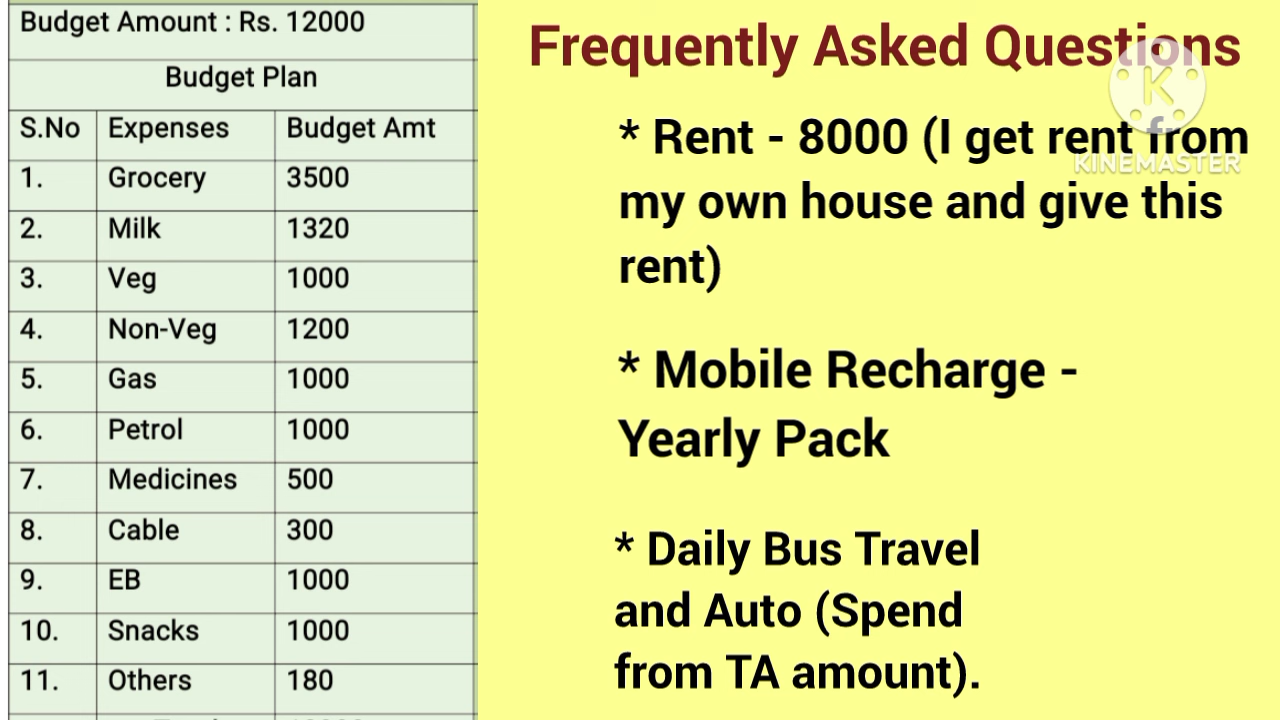 Budget Amount : Rs. 12000
Budget Plan
S.No Expenses Budget Amt
1. Grocery 3500
2. Milk 1320
3. Veg 1000
4. Non-Veg 1200
5. Gas 1000
6. Petrol 1000
7. Medicines 500
8. Cable 300
9. EB 1000
10. Snacks 1000
11. Others 180
Frequently Asked Questions
* Rent - 8000 (I get rent from
my own house and give this
rent)
* Mobile Recharge -
Yearly Pack
* Daily Bus Travel
and Auto (Spend
from TA amount).
K
KINEMASTER